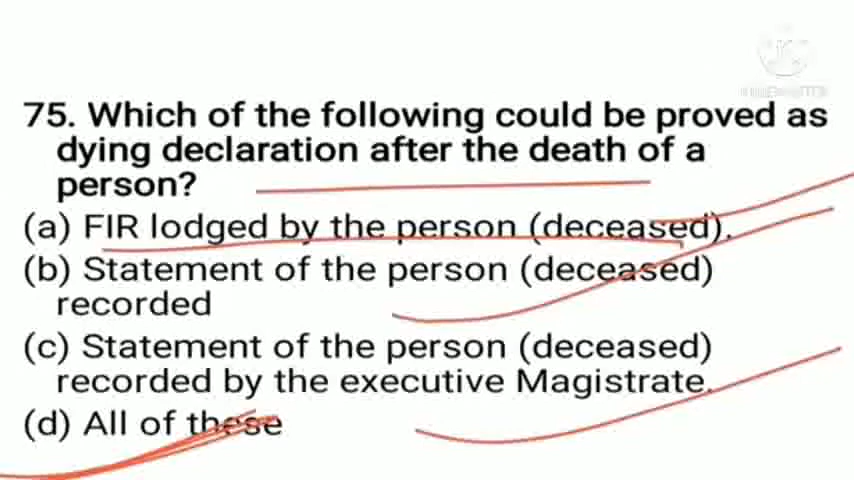 75. Which of the following could be proved as
dying declaration after the death of a
person?
(a) FIR lodged by the person (deceased).
(b) Statement of the person (deceased)
recorded
(c) Statement of the person (deceased)
recorded by the executive Magistrate.
(d) All of these